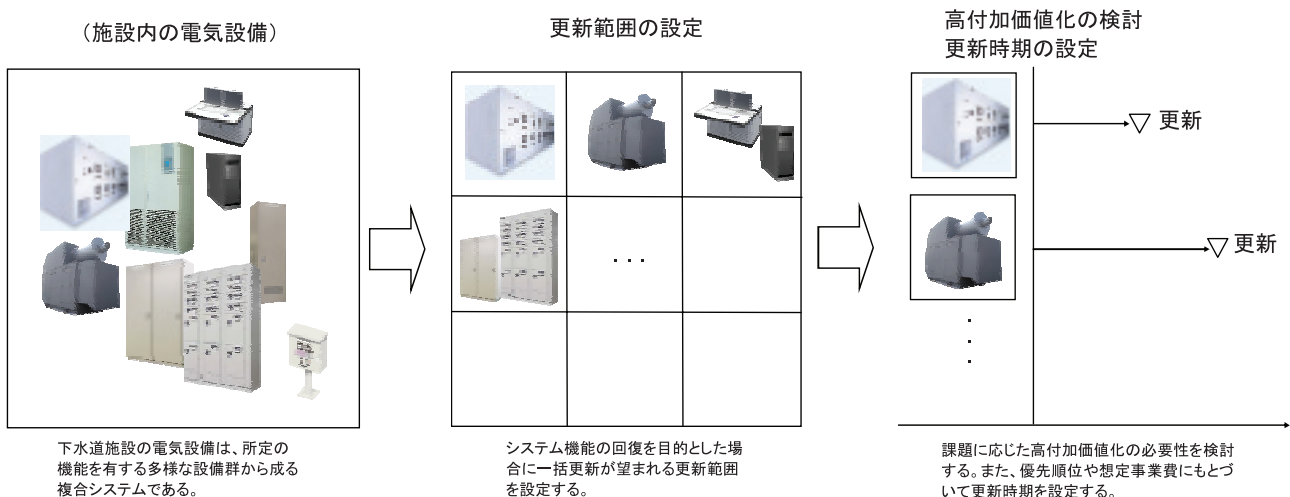 (施設内の電気設備)
下水道施設の電気設備は、所定の
機能を有する多様な設備群から成る
複合システムである。
更新範囲の設定
・・・
システム機能の回復を目的とした場
合に一括更新が望まれる更新範囲
を設定する。
高付加価値化の検討
更新時期の設定
▽ 更新
▽ 更新
・
・
・
課題に応じた高付加価値化の必要性を検討
する。また、優先順位や想定事業費にもとづ
いて更新時期を設定する。